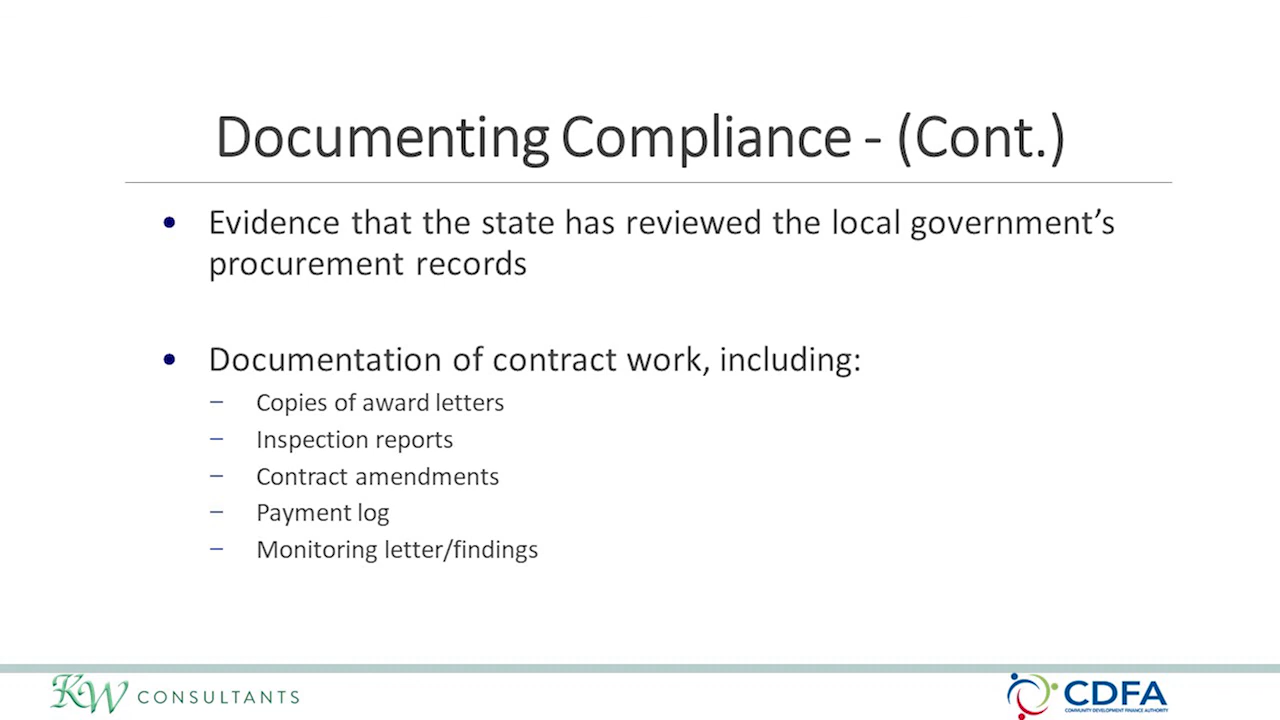 Documenting Compliance - (Cont.)
• Evidence that the state has reviewed the local government’s
procurement records
• Documentation of contract work, including:
– Copies of award letters
– Inspection reports
– Contract amendments
– Payment log
– Monitoring letter/findings
KW CONSULTANTS
CDFA
COMMUNITY DEVELOPMENT FINANCE AUTHORITY